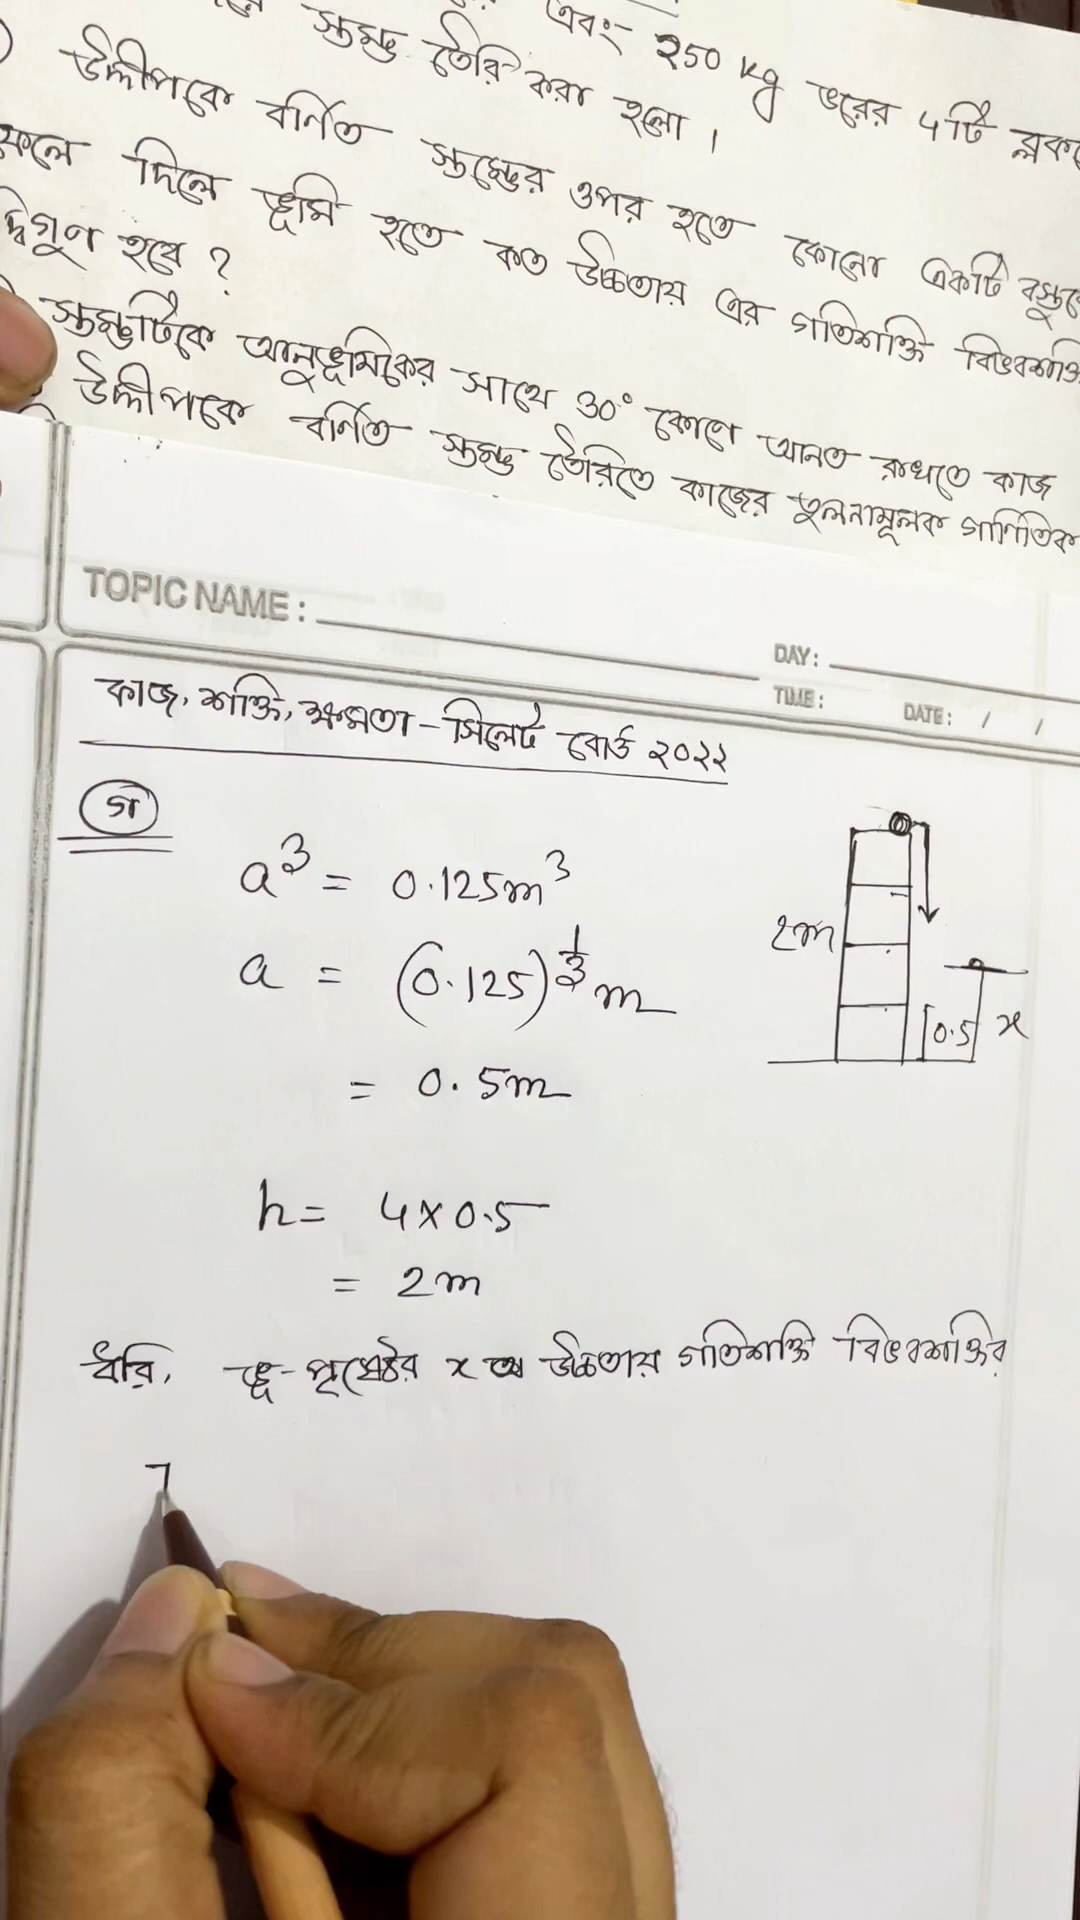 এবং 250 kg ভরের ৪টি
স্তম্ভ তৈরি করা হলো।
উদ্দীপকে বর্ণিত স্তম্ভের ওপর হতে কোনো একটি বস্তুকে
ফেলে দিলে ভূমি হতে কত উচ্চতায় এর গতিশক্তি বিভবশক্তি
দ্বিগুণ হবে ?
স্তম্ভটিকে আনুভূমিকের সাথে 30° কোণে আনত রাখতে কাজ
উদ্দীপকে বর্ণিত স্তম্ভ তৈরিতে কাজের তুলনামূলক গাণিতিক
TOPIC NAME :
DAY :
TIME :
DATE : / /
কাজ, শক্তি, ক্ষমতা - সিলেট বোর্ড ২০২২
গ
a³ = 0.125m³
a = (0.125)^{1/3} m
= 0.5m
2m
0.5
x
h = 4×0.5
= 2m
ধরি, ভূ-পৃষ্ঠের x উচ্চতায় গতিশক্তি বিভবশক্তির